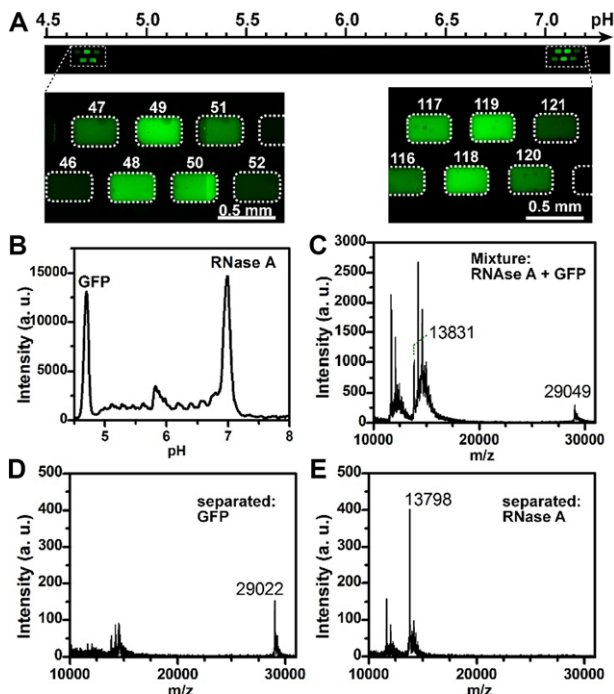 A
4.5 5.0 5.5 6.0 6.5 7.0 pH
47 49 51
46 48 50 52
0.5 mm
117 119 121
116 118 120
0.5 mm
B
GFP
RNase A
Intensity (a. u.)
15000
10000
5000
0
5 6 7 8
pH
C
Mixture:
RNAse A + GFP
13831
29049
Intensity (a. u.)
3000
2500
2000
1500
1000
500
0
10000 20000 30000
m/z
D
separated:
GFP
29022
Intensity (a. u.)
500
400
300
200
100
0
10000 20000 30000
m/z
E
13798
separated:
RNase A
Intensity (a. u.)
500
400
300
200
100
0
10000 20000 30000
m/z